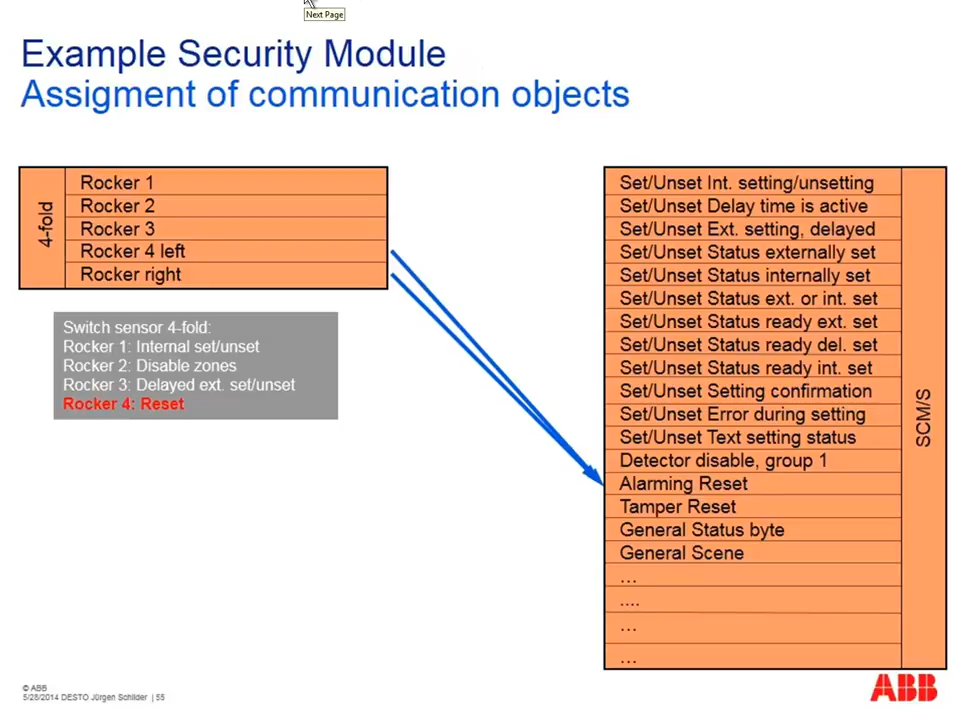 Next Page
Example Security Module
Assigment of communication objects
4-fold
Rocker 1
Rocker 2
Rocker 3
Rocker 4 left
Rocker right
Switch sensor 4-fold:
Rocker 1: Internal set/unset
Rocker 2: Disable zones
Rocker 3: Delayed ext. set/unset
Rocker 4: Reset
Set/Unset Int. setting/unsetting
Set/Unset Delay time is active
Set/Unset Ext. setting, delayed
Set/Unset Status externally set
Set/Unset Status internally set
Set/Unset Status ext. or int. set
Set/Unset Status ready ext. set
Set/Unset Status ready del. set
Set/Unset Status ready int. set
Set/Unset Setting confirmation
Set/Unset Error during setting
Set/Unset Text setting status
Detector disable, group 1
Alarming Reset
Tamper Reset
General Status byte
General Scene
...
....
...
...
SCM/S
© ABB
5/28/2014 DESTO Jürgen Schilder | 55
ABB